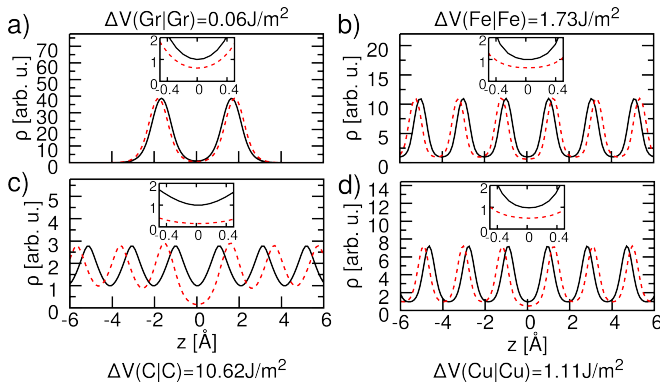 ΔV(Gr|Gr)=0.06J/m²
ΔV(Fe|Fe)=1.73J/m²
a)
ρ [arb. u.]
70
60
50
40
30
20
10
0
2
1
0
-0.4 0 0.4
b)
ρ [arb. u.]
20
15
10
5
0
2
1
0
0.4 0 0.4
c)
ρ [arb. u.]
5
4
3
2
1
0
2
1
0
-0.4 0 0.4
-6 -4 -2 0 2 4 6
z [Å]
d)
ρ [arb. u.]
14
12
10
8
6
4
2
0
2
1
0
-0.4 0 0.4
-6 -4 -2 0 2 4 6
z [Å]
ΔV(C|C)=10.62J/m²
ΔV(Cu|Cu)=1.11J/m²